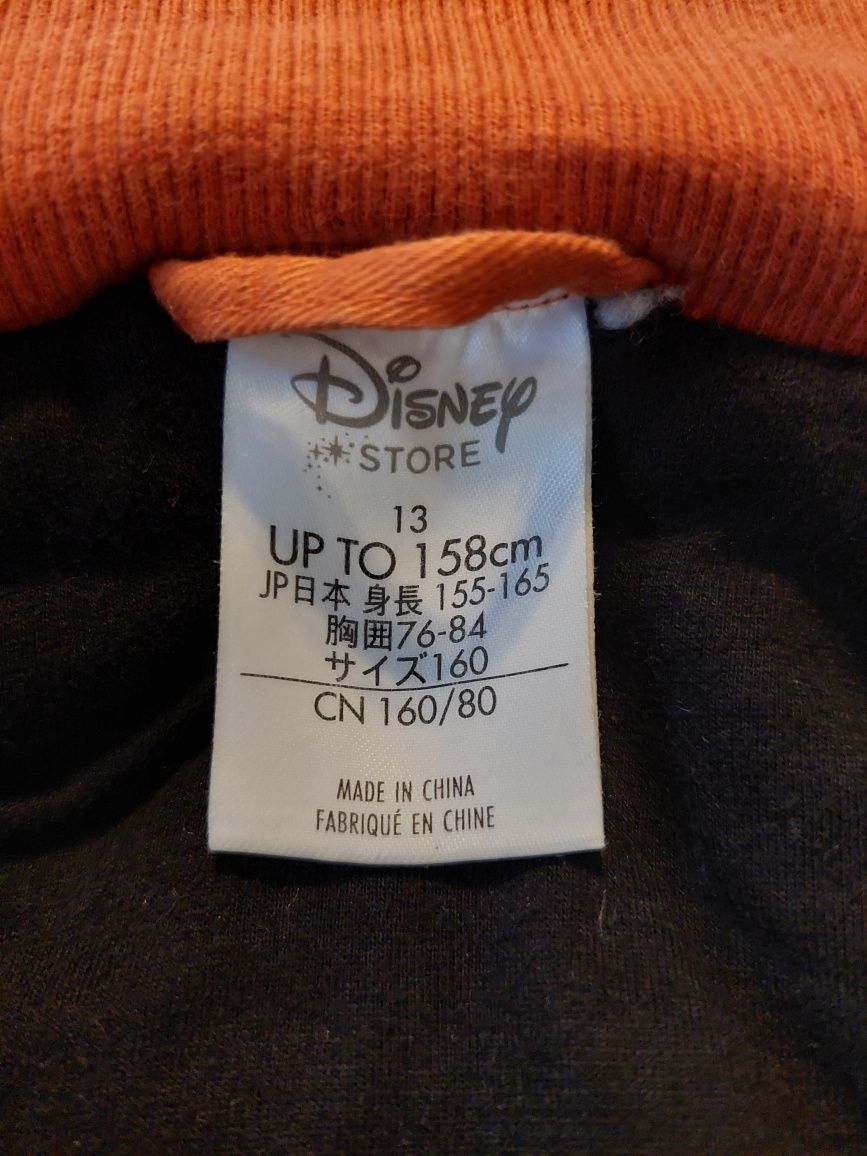 Disney
STORE
13
UP TO 158cm
JP日本 身長 155-165
胸囲76-84
サイズ160
CN 160/80
MADE IN CHINA
FABRIQUÉ EN CHINE